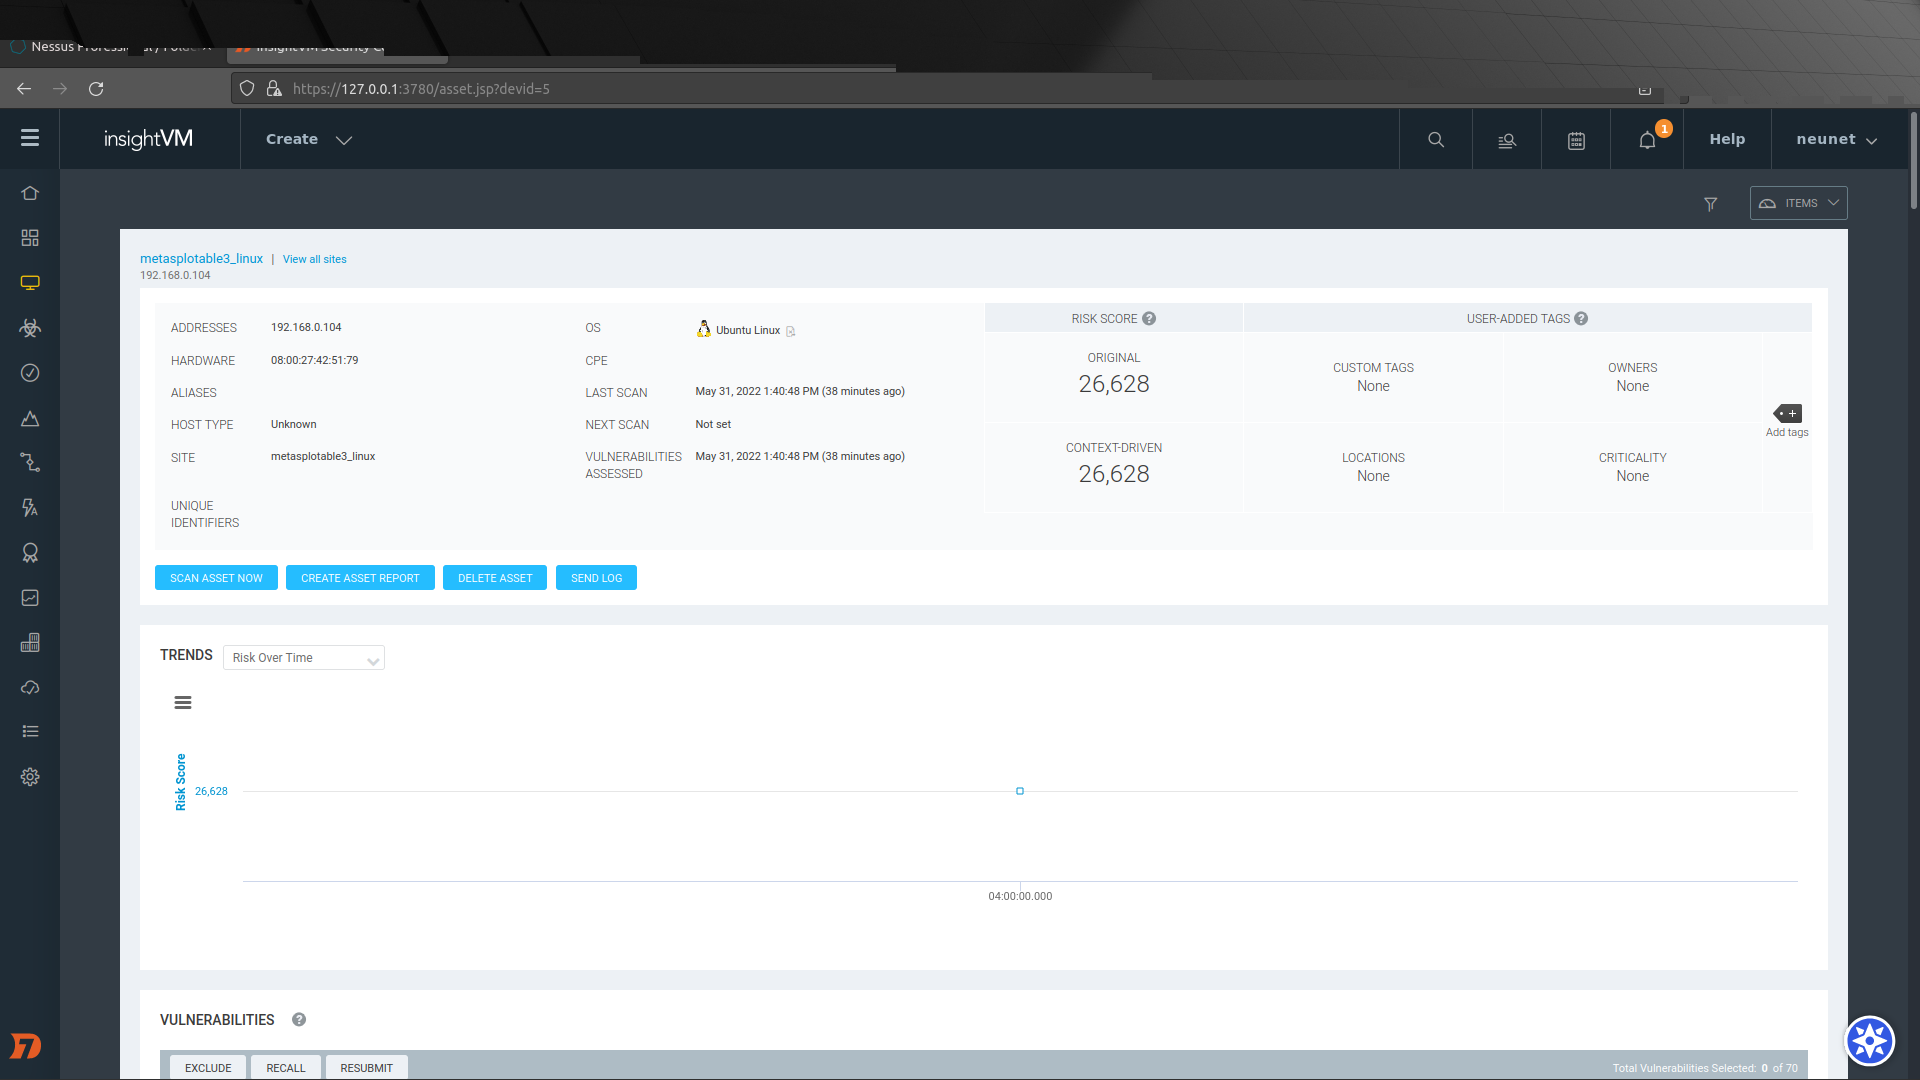 Nessus
https://127.0.0.1:3780/asset.jsp?devid=5
insightVM
Create
1
Help
neunet
ITEMS
metasplotable3_linux | View all sites
192.168.0.104
ADDRESSES 192.168.0.104
HARDWARE 08:00:27:42:51:79
ALIASES
HOST TYPE Unknown
SITE metasplotable3_linux
UNIQUE
IDENTIFIERS
OS Ubuntu Linux
CPE
LAST SCAN May 31, 2022 1:40:48 PM (38 minutes ago)
NEXT SCAN Not set
VULNERABILITIES May 31, 2022 1:40:48 PM (38 minutes ago)
ASSESSED
RISK SCORE ?
ORIGINAL
26,628
CONTEXT-DRIVEN
26,628
USER-ADDED TAGS ?
CUSTOM TAGS
None
OWNERS
None
LOCATIONS
None
CRITICALITY
None
Add tags
SCAN ASSET NOW CREATE ASSET REPORT DELETE ASSET SEND LOG
TRENDS Risk Over Time
Risk Score
26,628
04:00:00.000
VULNERABILITIES ?
EXCLUDE RECALL RESUBMIT Total Vulnerabilities Selected: 0 of 70